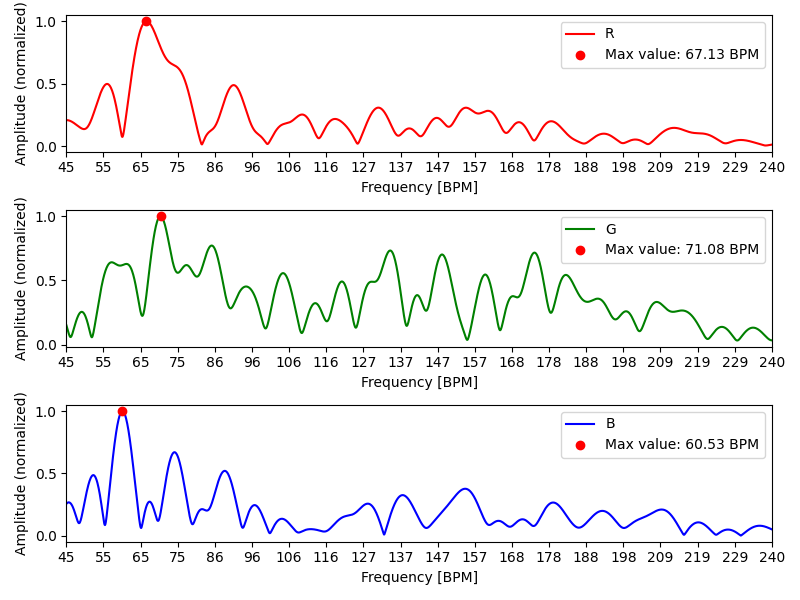 Amplitude (normalized)
1.0
0.5
0.0
R
Max value: 67.13 BPM
45 55 65 75 86 96 106 116 127 137 147 157 168 178 188 198 209 219 229 240
Frequency [BPM]
Amplitude (normalized)
1.0
0.5
0.0
G
Max value: 71.08 BPM
45 55 65 75 86 96 106 116 127 137 147 157 168 178 188 198 209 219 229 240
Frequency [BPM]
Amplitude (normalized)
1.0
0.5
0.0
B
Max value: 60.53 BPM
45 55 65 75 86 96 106 116 127 137 147 157 168 178 188 198 209 219 229 240
Frequency [BPM]